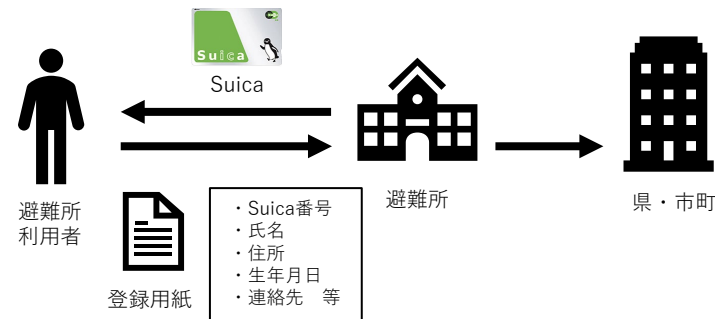 Suica
Suica
避難所
利用者
登録用紙
・Suica番号
・氏名
・住所
・生年月日
・連絡先　等
避難所
県・市町